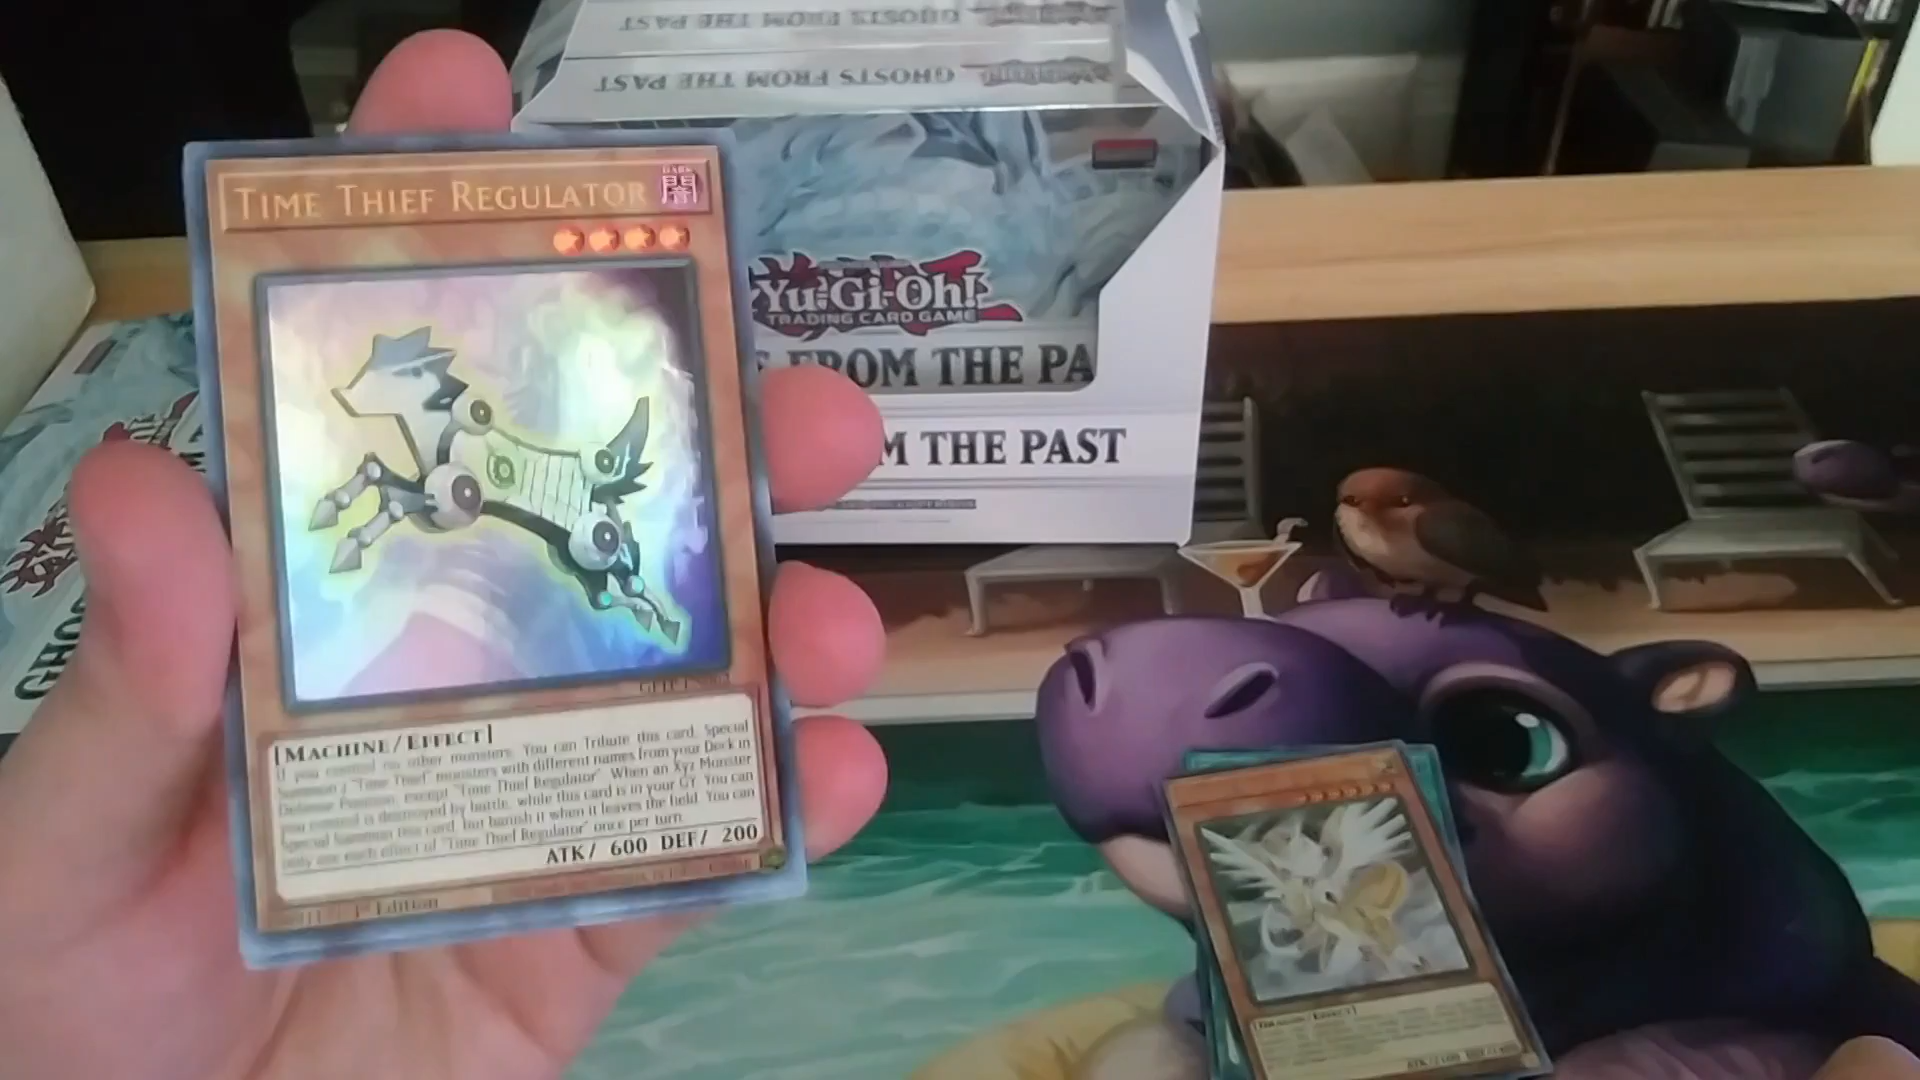 GHOSTS FROM THE PAST
GHOSTS FROM THE PAST
Yu-Gi-Oh!
TRADING CARD GAME
FROM THE PA
M THE PAST
TIME THIEF REGULATOR
DARK
闇
[MACHINE/EFFECT]
If you control no other monsters: You can Tribute this card; Special
Summon 2 "Time Thief" monsters with different names from your Deck in
Defense Position, except "Time Thief Regulator". When an Xyz Monster
you control is destroyed by battle, while this card is in your GY: You can
Special Summon this card, but banish it when it leaves the field. You can
only use each effect of "Time Thief Regulator" once per turn.
ATK/ 600 DEF/ 200
1st Edition
GHO